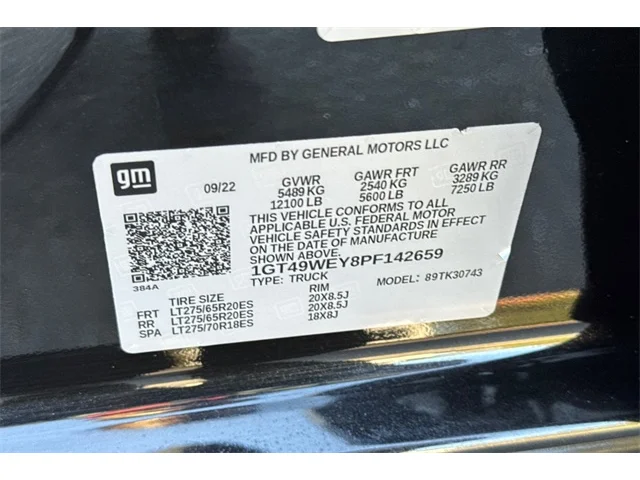 MFD BY GENERAL MOTORS LLC
gm
09/22
GVWR
5489 KG
12100 LB
GAWR FRT
2540 KG
5600 LB
GAWR RR
3289 KG
7250 LB
THIS VEHICLE CONFORMS TO ALL
APPLICABLE U.S. FEDERAL MOTOR
VEHICLE SAFETY STANDARDS IN EFFECT
ON THE DATE OF MANUFACTURE
SHOWN ABOVE.
1GT49WEY8PF142659
TYPE: TRUCK
MODEL: 89TK30743
384A
TIRE SIZE RIM
FRT LT275/65R20ES 20X8.5J
RR LT275/65R20ES 20X8.5J
SPA LT275/70R18ES 18X8J